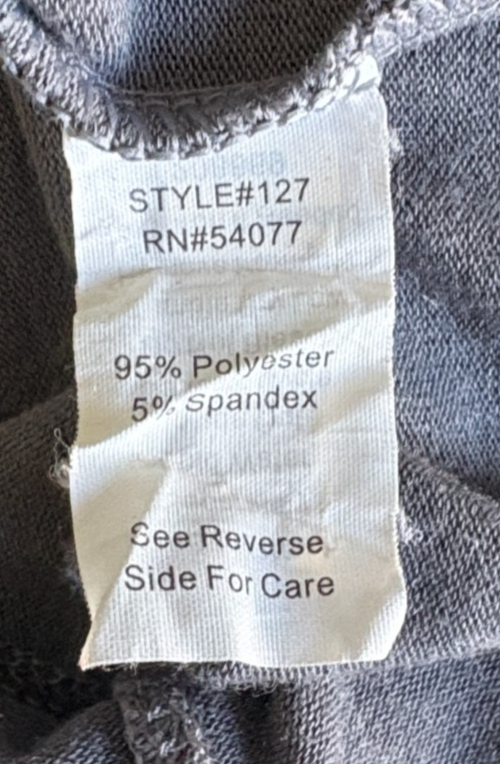 STYLE#127
RN#54077
95% Polyester
5% Spandex
See Reverse
Side For Care